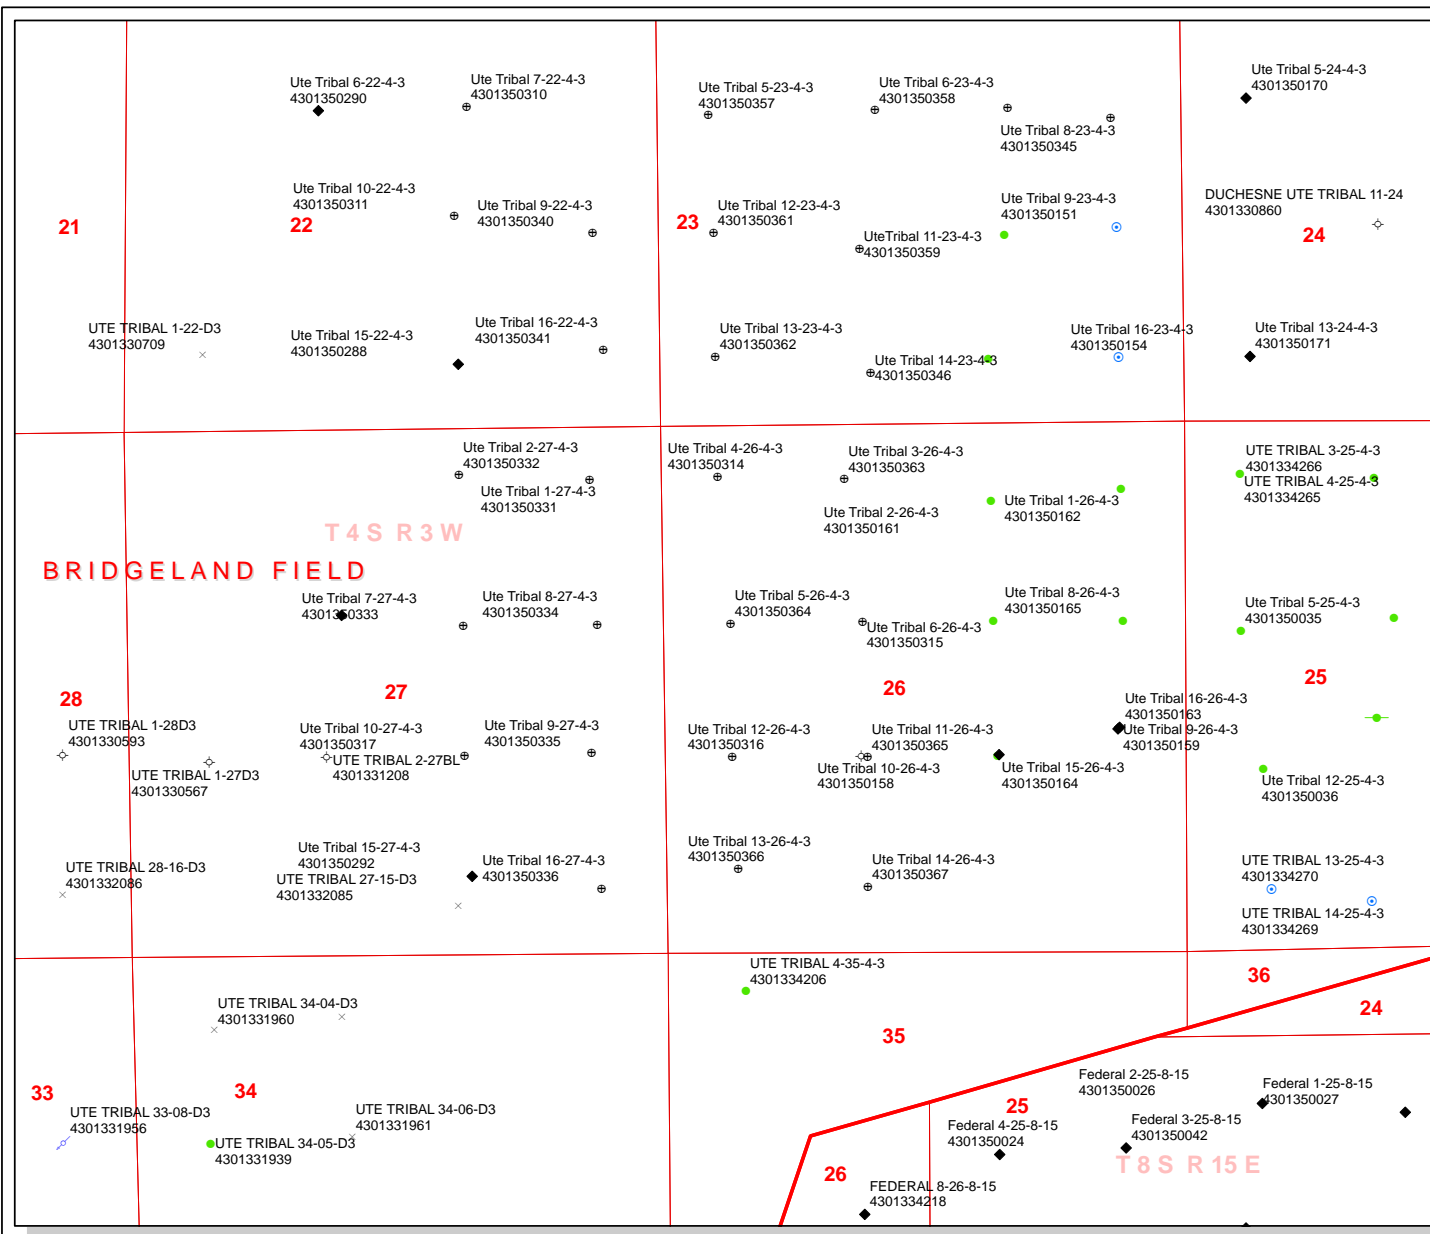 Ute Tribal 6-22-4-3
4301350290
Ute Tribal 7-22-4-3
4301350310
Ute Tribal 5-23-4-3
4301350357
Ute Tribal 6-23-4-3
4301350358
Ute Tribal 8-23-4-3
4301350345
Ute Tribal 5-24-4-3
4301350170
Ute Tribal 10-22-4-3
4301350311
Ute Tribal 9-22-4-3
4301350340
Ute Tribal 12-23-4-3
4301350361
UteTribal 11-23-4-3
4301350359
Ute Tribal 9-23-4-3
4301350151
DUCHESNE UTE TRIBAL 11-24
4301330860
21
22
23
24
UTE TRIBAL 1-22-D3
4301330709
Ute Tribal 15-22-4-3
4301350288
Ute Tribal 16-22-4-3
4301350341
Ute Tribal 13-23-4-3
4301350362
Ute Tribal 14-23-4-3
4301350346
Ute Tribal 16-23-4-3
4301350154
Ute Tribal 13-24-4-3
4301350171
Ute Tribal 2-27-4-3
4301350332
Ute Tribal 1-27-4-3
4301350331
Ute Tribal 4-26-4-3
4301350314
Ute Tribal 3-26-4-3
4301350363
Ute Tribal 2-26-4-3
4301350161
Ute Tribal 1-26-4-3
4301350162
UTE TRIBAL 3-25-4-3
4301334266
UTE TRIBAL 4-25-4-3
4301334265
T 4 S R 3 W
BRIDGELAND FIELD
Ute Tribal 7-27-4-3
4301350333
Ute Tribal 8-27-4-3
4301350334
Ute Tribal 5-26-4-3
4301350364
Ute Tribal 6-26-4-3
4301350315
Ute Tribal 8-26-4-3
4301350165
Ute Tribal 5-25-4-3
4301350035
28
27
26
25
UTE TRIBAL 1-28D3
4301330593
UTE TRIBAL 1-27D3
4301330567
Ute Tribal 10-27-4-3
4301350317
UTE TRIBAL 2-27BL
4301331208
Ute Tribal 9-27-4-3
4301350335
Ute Tribal 12-26-4-3
4301350316
Ute Tribal 11-26-4-3
4301350365
Ute Tribal 10-26-4-3
4301350158
Ute Tribal 16-26-4-3
4301350163
Ute Tribal 9-26-4-3
4301350159
Ute Tribal 15-26-4-3
4301350164
Ute Tribal 12-25-4-3
4301350036
UTE TRIBAL 28-16-D3
4301332086
Ute Tribal 15-27-4-3
4301350292
UTE TRIBAL 27-15-D3
4301332085
Ute Tribal 16-27-4-3
4301350336
Ute Tribal 13-26-4-3
4301350366
Ute Tribal 14-26-4-3
4301350367
UTE TRIBAL 13-25-4-3
4301334270
UTE TRIBAL 14-25-4-3
4301334269
UTE TRIBAL 4-35-4-3
4301334206
36
24
UTE TRIBAL 34-04-D3
4301331960
35
33
34
UTE TRIBAL 33-08-D3
4301331956
UTE TRIBAL 34-05-D3
4301331939
UTE TRIBAL 34-06-D3
4301331961
Federal 2-25-8-15
4301350026
Federal 1-25-8-15
4301350027
25
Federal 4-25-8-15
4301350024
Federal 3-25-8-15
4301350042
T 8 S R 15 E
26
FEDERAL 8-26-8-15
4301334218